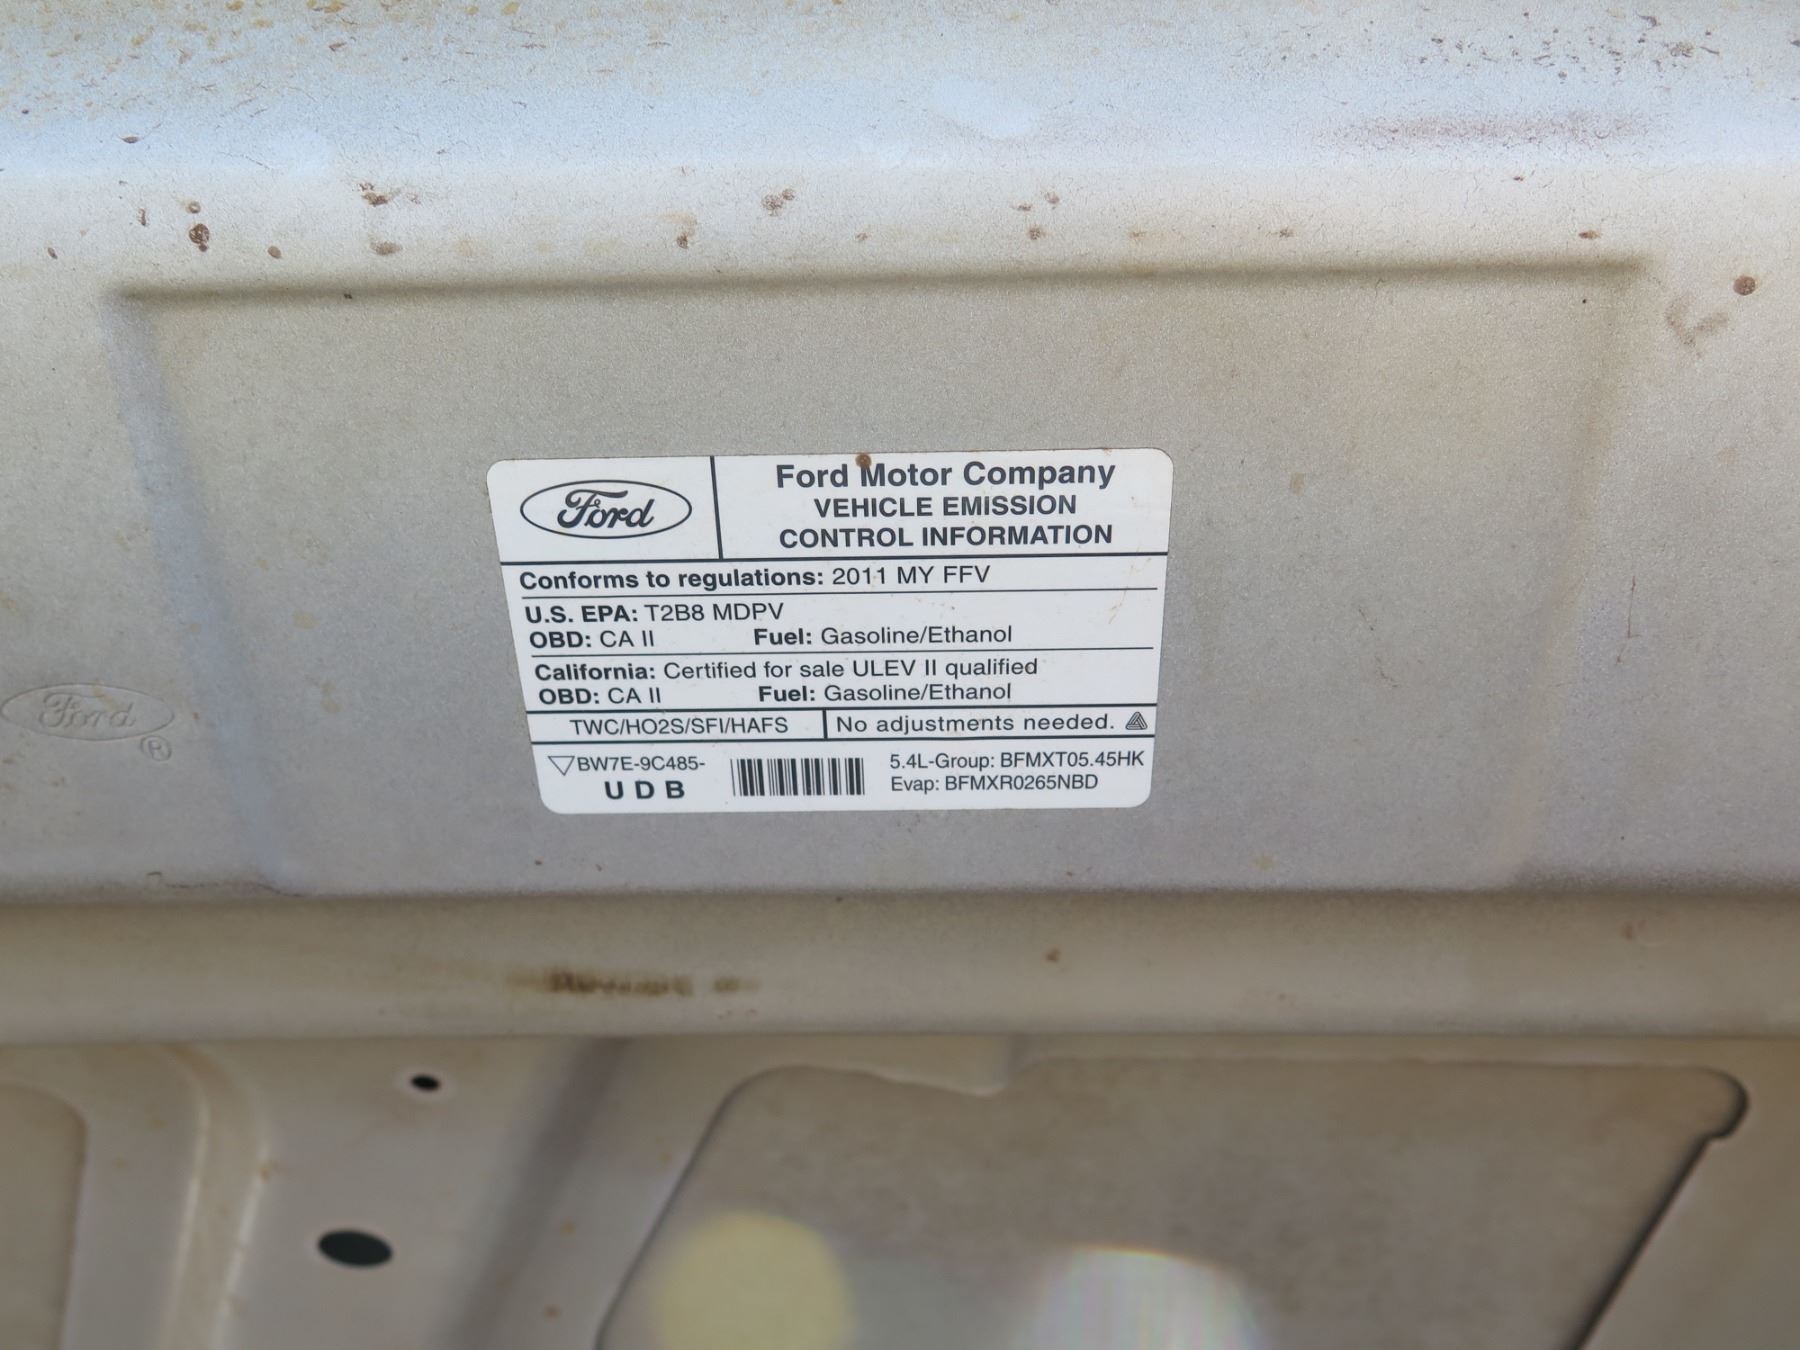 Ford
Ford Motor Company
VEHICLE EMISSION
CONTROL INFORMATION
Conforms to regulations: 2011 MY FFV
U.S. EPA: T2B8 MDPV
OBD: CA II Fuel: Gasoline/Ethanol
California: Certified for sale ULEV II qualified
OBD: CA II Fuel: Gasoline/Ethanol
TWC/HO2S/SFI/HAFS No adjustments needed.
BW7E-9C485-
U D B
5.4L-Group: BFMXT05.45HK
Evap: BFMXR0265NBD
Ford
®